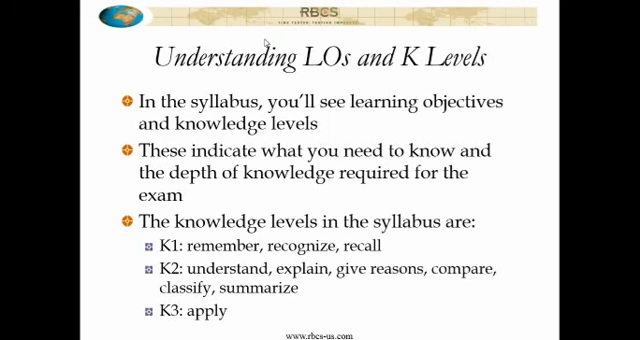 RBCS
TIME TESTED. TESTING IMPROVED.
Understanding LOs and K Levels
In the syllabus, you'll see learning objectives
and knowledge levels
These indicate what you need to know and
the depth of knowledge required for the
exam
The knowledge levels in the syllabus are:
K1: remember, recognize, recall
K2: understand, explain, give reasons, compare,
classify, summarize
K3: apply
www.rbcs-us.com